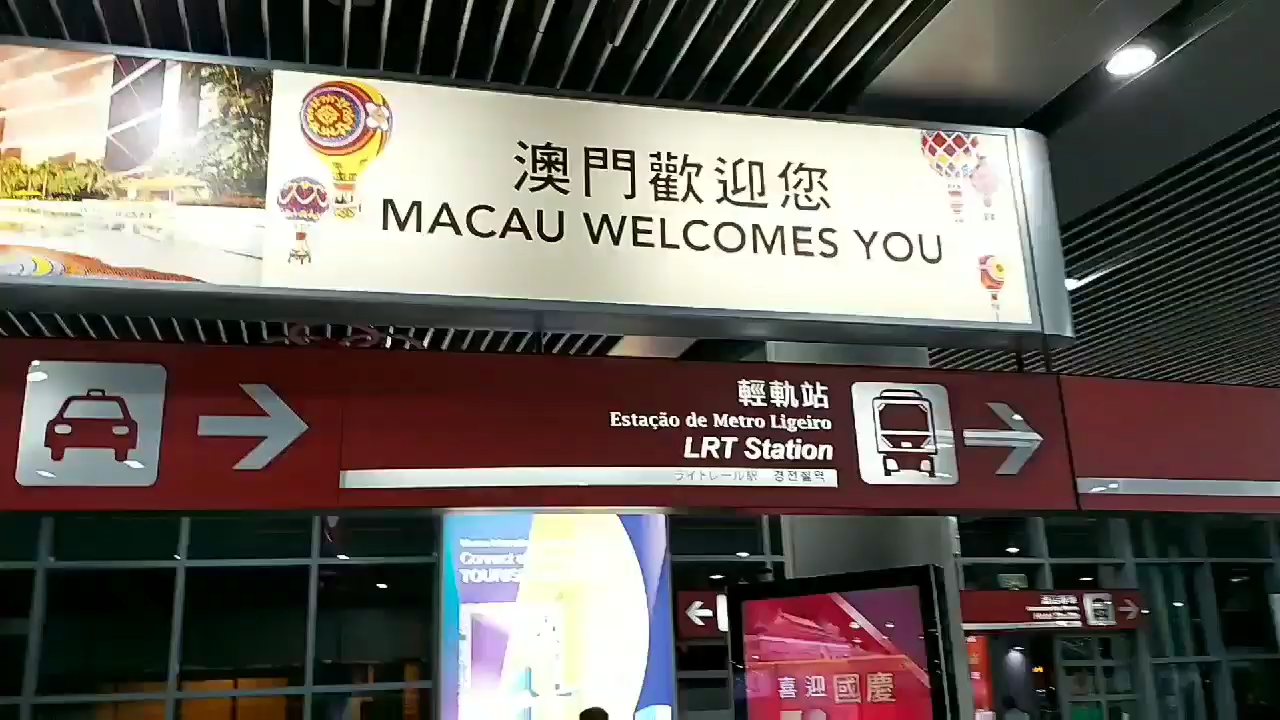 澳門歡迎您
MACAU WELCOMES YOU
輕軌站
Estação de Metro Ligeiro
LRT Station
ライトレール駅 경전철역
TOURIS
喜迎國慶